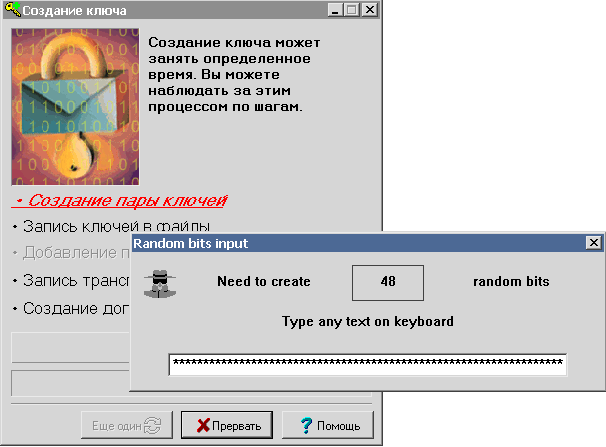 Создание ключа
Создание ключа может
занять определенное
время. Вы можете
наблюдать за этим
процессом по шагам.
• Создание пары ключей
• Запись ключей в файлы
• Добавление
• Запись
• Создание
Random bits input
Need to create 48 random bits
Type any text on keyboard
*****************************************************************
Еще один
Прервать
? Помощь